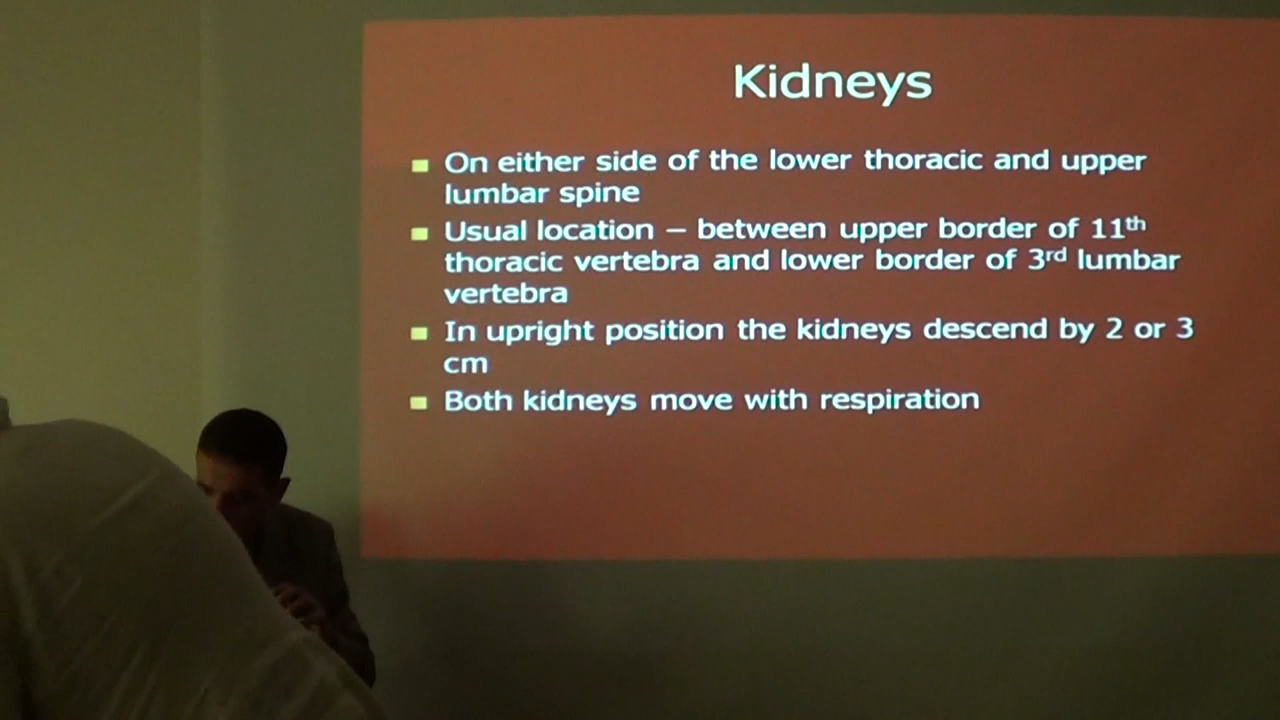 Kidneys
On either side of the lower thoracic and upper
lumbar spine
Usual location – between upper border of 11th
thoracic vertebra and lower border of 3rd lumbar
vertebra
In upright position the kidneys descend by 2 or 3
cm
Both kidneys move with respiration